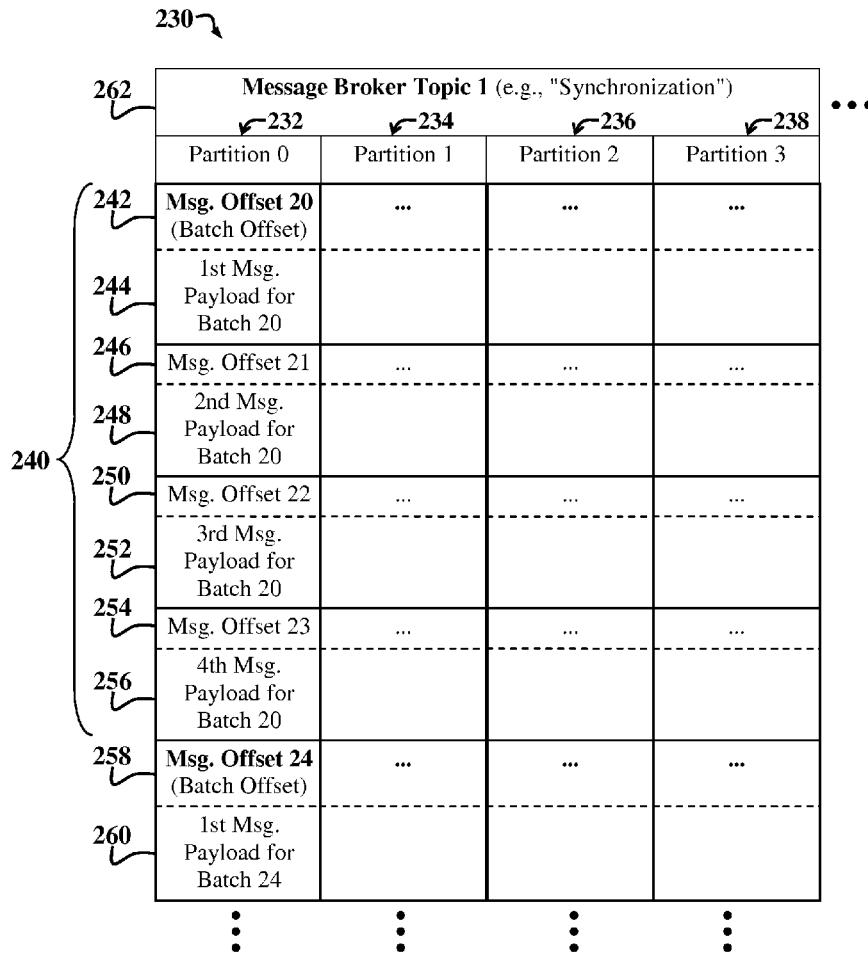 230
262
Message Broker Topic 1 (e.g., "Synchronization")
•••
232 234 236 238
Partition 0 Partition 1 Partition 2 Partition 3
240
242
Msg. Offset 20 ... ... ...
(Batch Offset)
244
1st Msg.
Payload for
Batch 20
246
Msg. Offset 21 ... ... ...
248
2nd Msg.
Payload for
Batch 20
250
Msg. Offset 22 ... ... ...
252
3rd Msg.
Payload for
Batch 20
254
Msg. Offset 23 ... ... ...
256
4th Msg.
Payload for
Batch 20
258
Msg. Offset 24 ... ... ...
(Batch Offset)
260
1st Msg.
Payload for
Batch 24